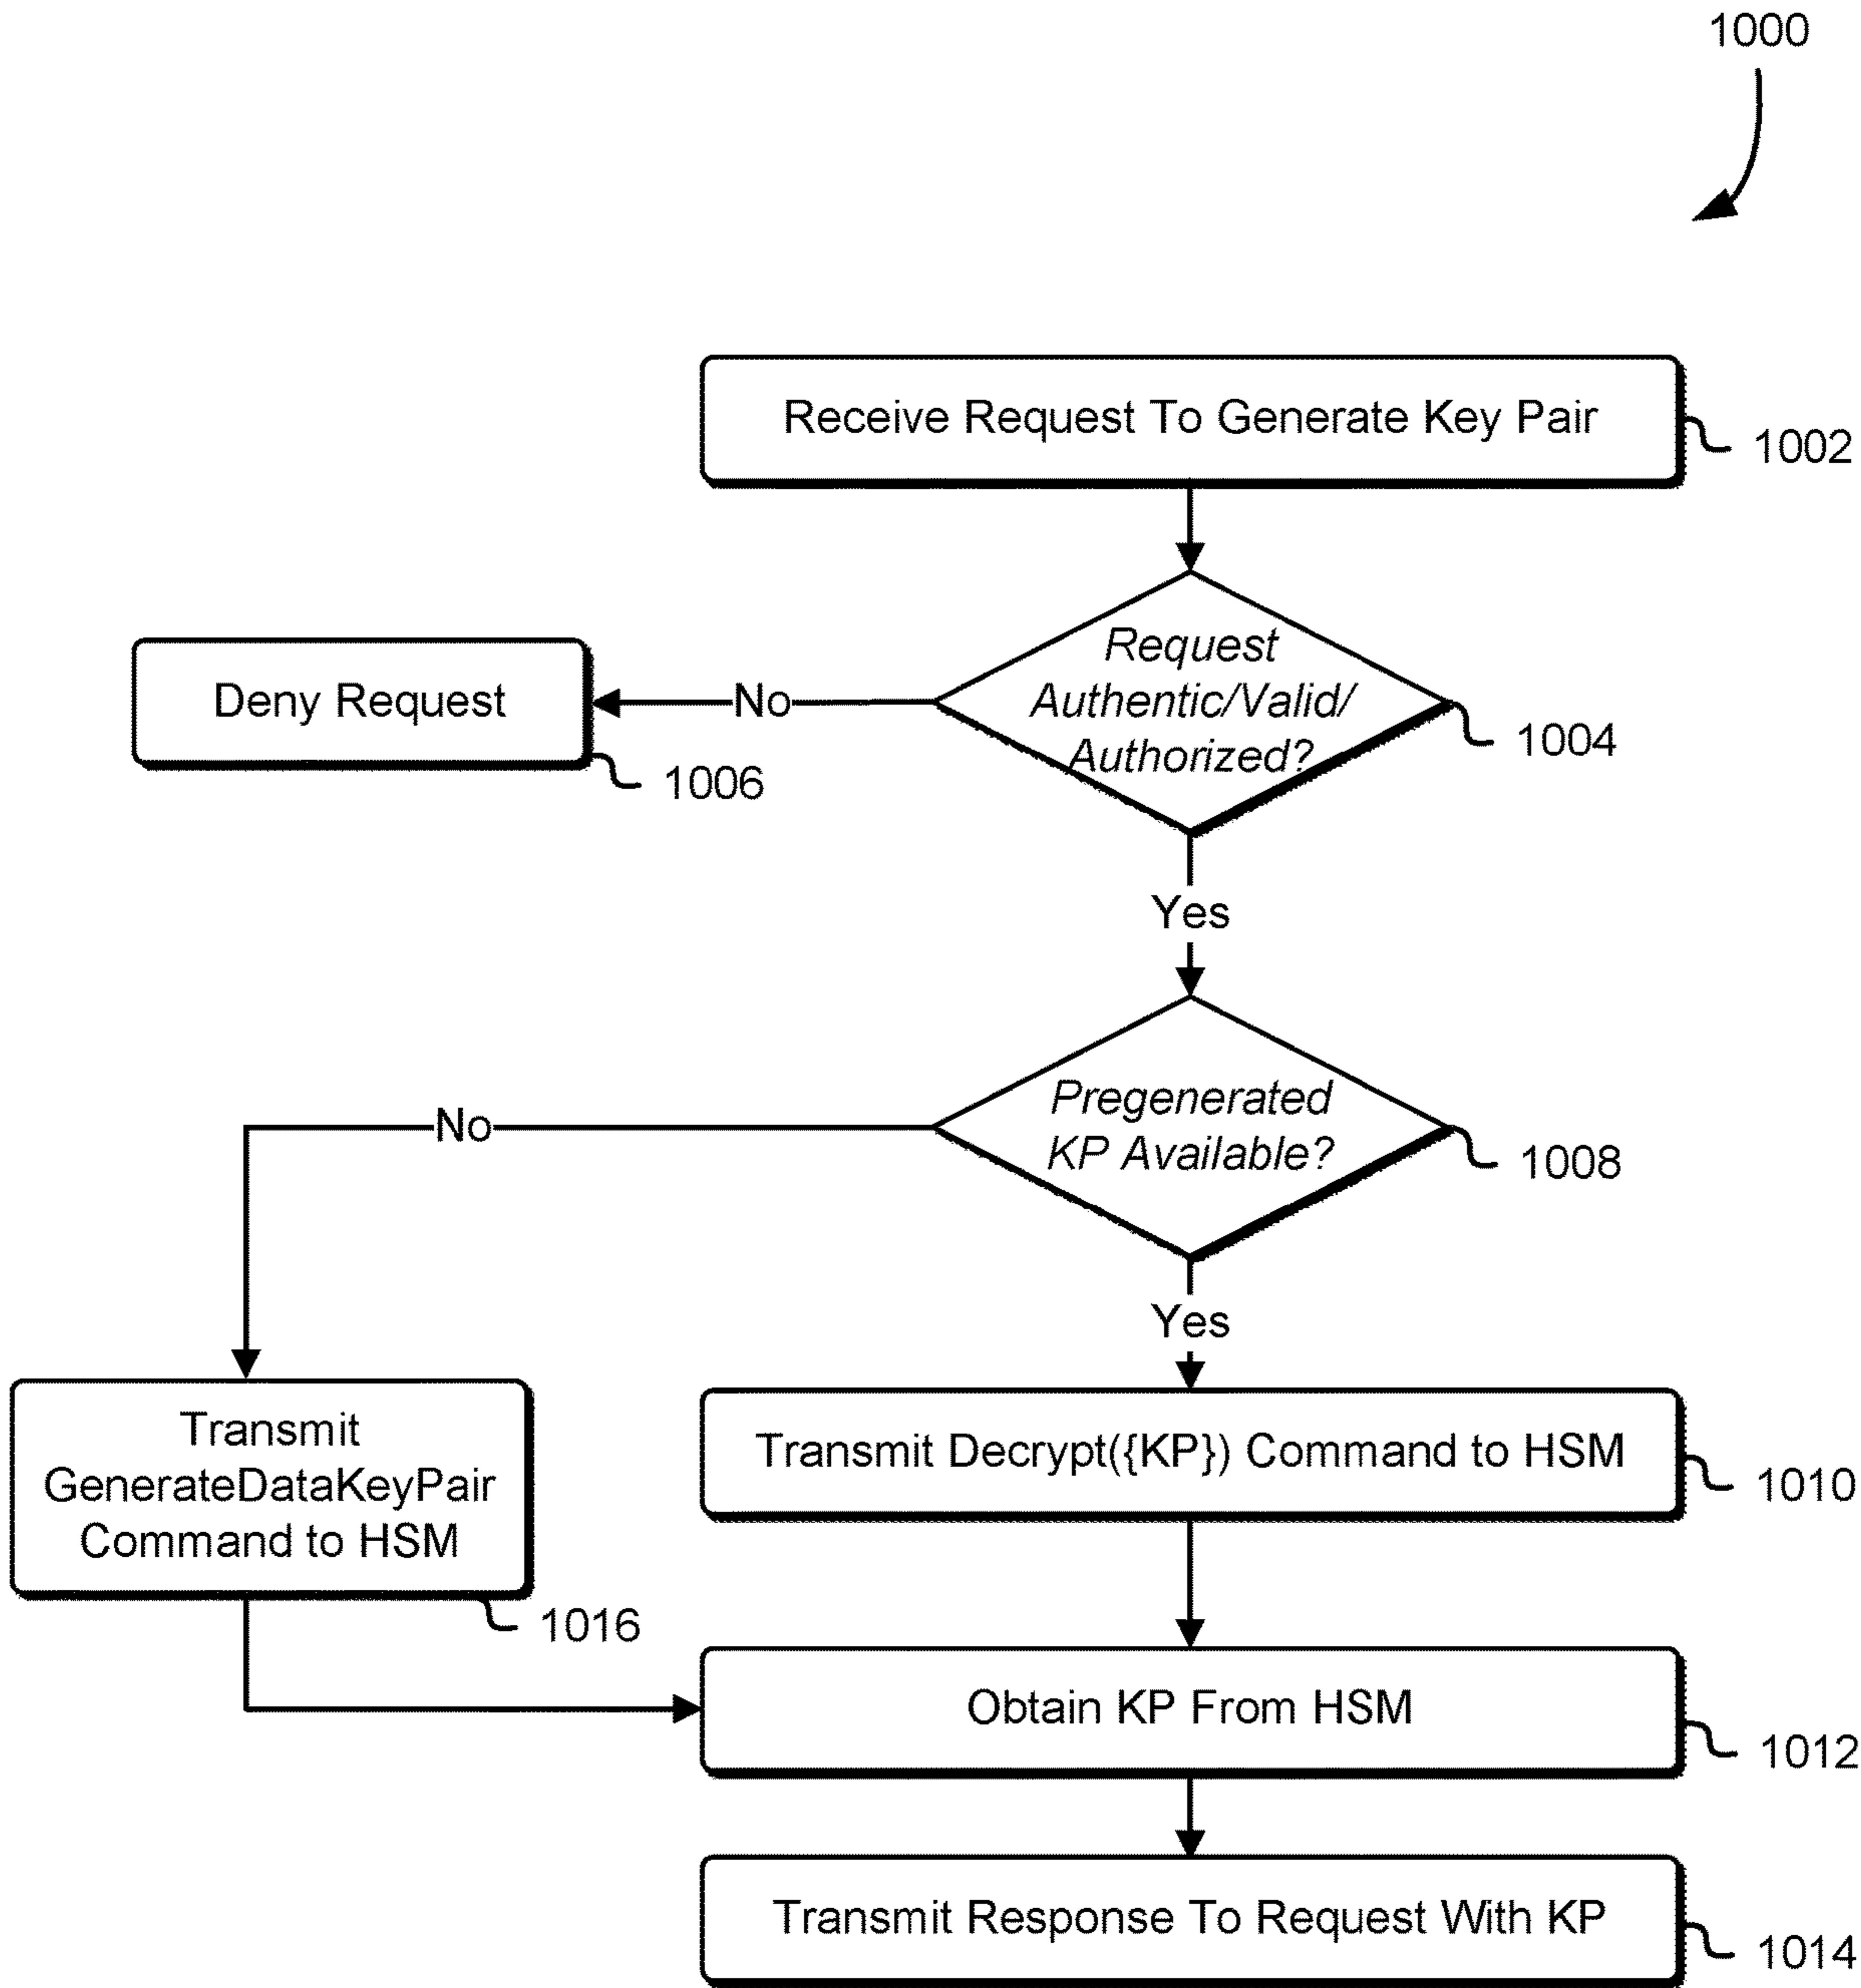 1000
Receive Request To Generate Key Pair
1002
Request
Authentic/Valid/
Authorized?
1004
No
Deny Request
1006
Yes
Pregenerated
KP Available?
1008
No
Yes
Transmit
GenerateDataKeyPair
Command to HSM
1016
Transmit Decrypt({KP}) Command to HSM
1010
Obtain KP From HSM
1012
Transmit Response To Request With KP
1014